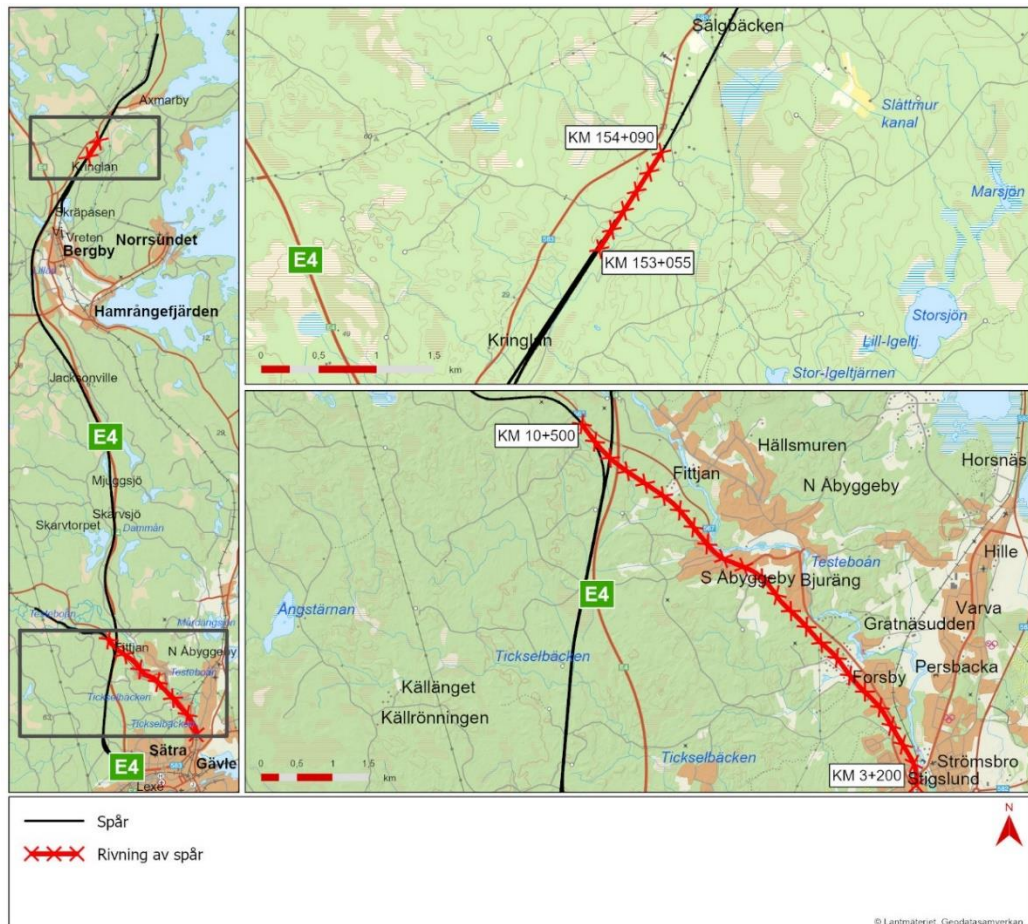 Axmarby
Kringlan
Skräpåsen
Vreten
Norrsundet
Bergby
Hamrångefjärden
Jacksonville
E4
Mjuggsjö
Skarvsjö
Skarvtorpet
Dammån
Testeboån
Fittjan
N Åbyggeby
Testeboån
Tickselbäcken
Tickselbäcken
Sätra
E4
Gävle
Sälgbäcken
Slåttmur
kanal
KM 154+090
Marsjön
583
E4
KM 153+055
Storsjön
Kringlan
Lill-Igeltj.
0 0,5 1 1,5
km
Stor-Igeltjärnen
KM 10+500
Hällsmuren
Fittjan
N Åbyggeby
Horsnäs
Testeboån
Hille
S Åbyggeby
Bjuräng
E4
Ångstärnan
Varva
Gratnäsudden
Tickselbäcken
Persbacka
Källänget
Forsby
Källrönningen
Tickselbäcken
Strömsbro
KM 3+200
Stigslund
0 0,5 1 1,5
km
Spår
Rivning av spår
N
© Lantmäteriet, Geodatasamverkan